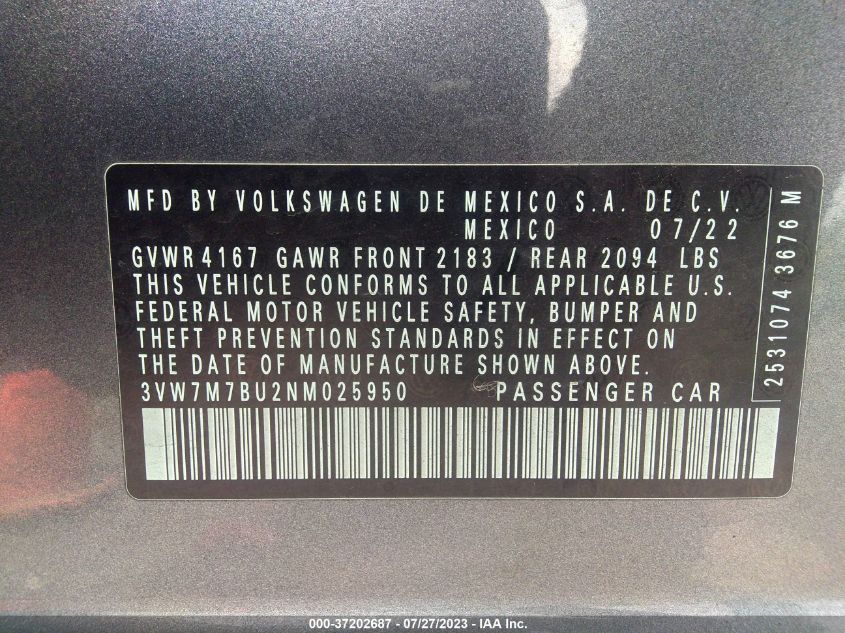 MFD BY VOLKSWAGEN DE MEXICO S.A. DE C.V.
MEXICO 07/22
GVWR 4167 GAWR FRONT 2183 / REAR 2094 LBS
THIS VEHICLE CONFORMS TO ALL APPLICABLE U.S.
FEDERAL MOTOR VEHICLE SAFETY, BUMPER AND
THEFT PREVENTION STANDARDS IN EFFECT ON
THE DATE OF MANUFACTURE SHOWN ABOVE.
3VW7M7BU2NM025950 PASSENGER CAR
2531074 3676 M
000-37202687 - 07/27/2023 - IAA Inc.